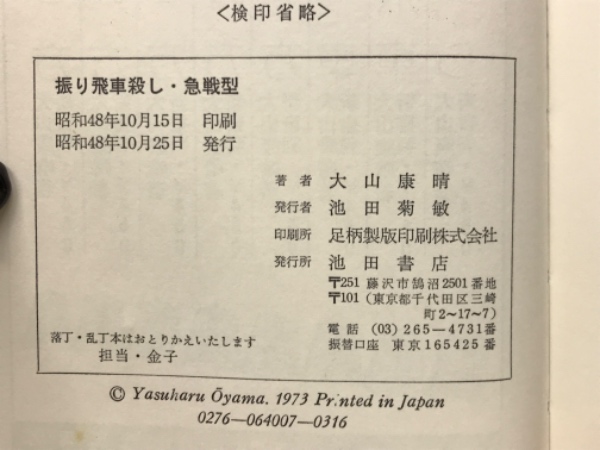 〈検印省略〉
振り飛車殺し・急戦型
昭和48年10月15日 印刷
昭和48年10月25日 発行
著者 大山康晴
発行者 池田菊敏
印刷所 足柄製版印刷株式会社
発行所 池田書店
〒251 藤沢市鵠沼2501番地
〒101 (東京都千代田区三崎
町2〜17〜7)
電話 (03) 265—4731番
振替口座 東京165425番
落丁・乱丁本はおとりかえいたします
担当・金子
© Yasuharu Ōyama. 1973 Printed in Japan
0276—064007—0316